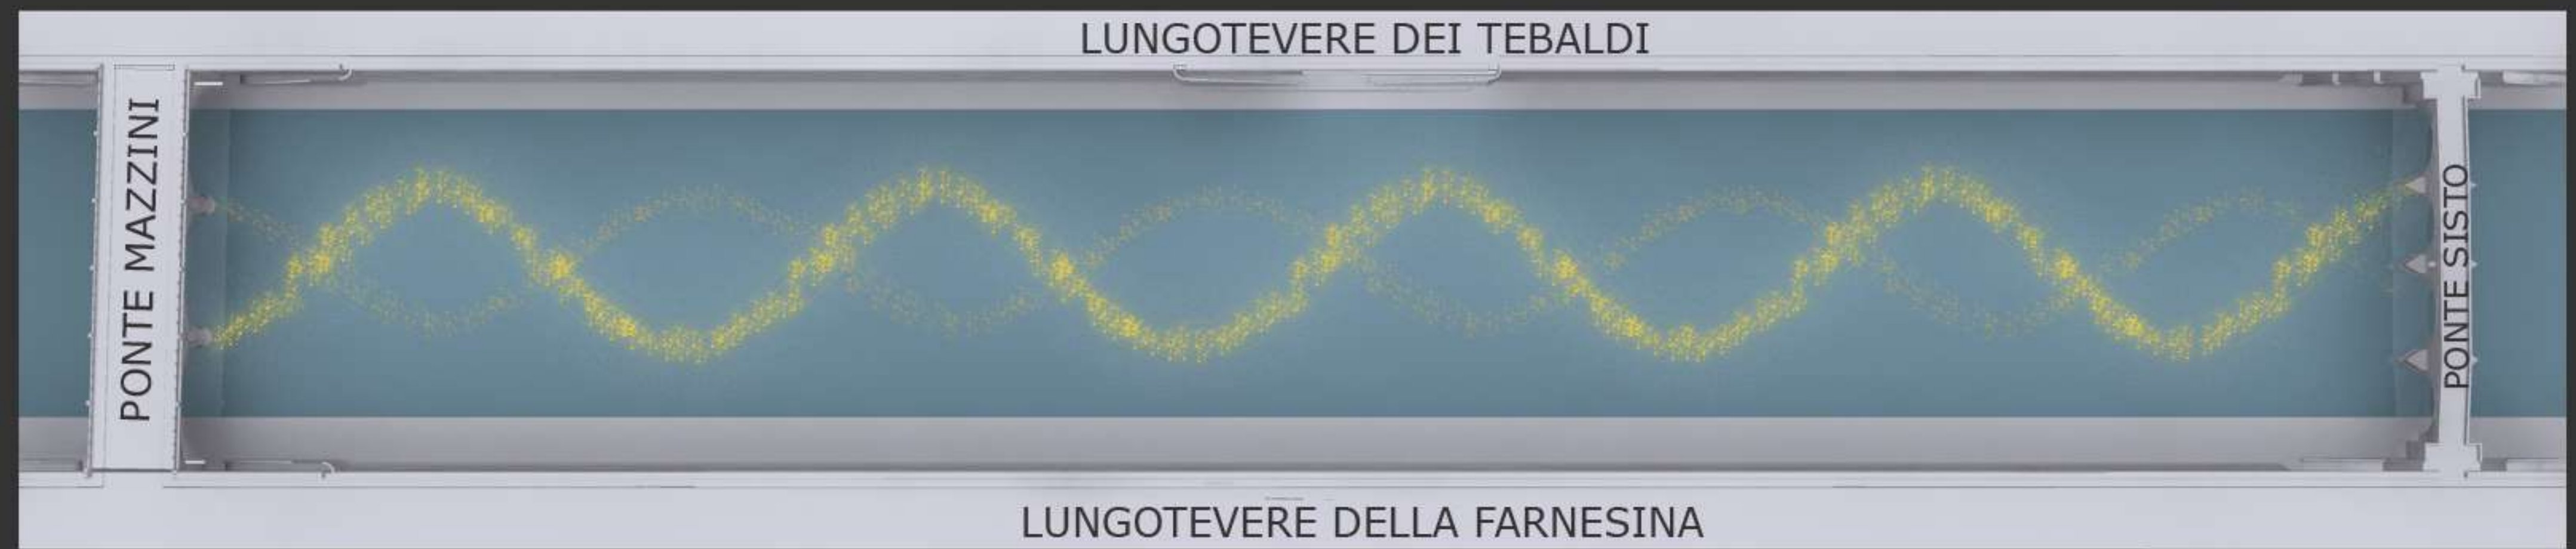 LUNGOTEVERE DEI TEBALDI
PONTE MAZZINI
PONTE SISTO
LUNGOTEVERE DELLA FARNESINA